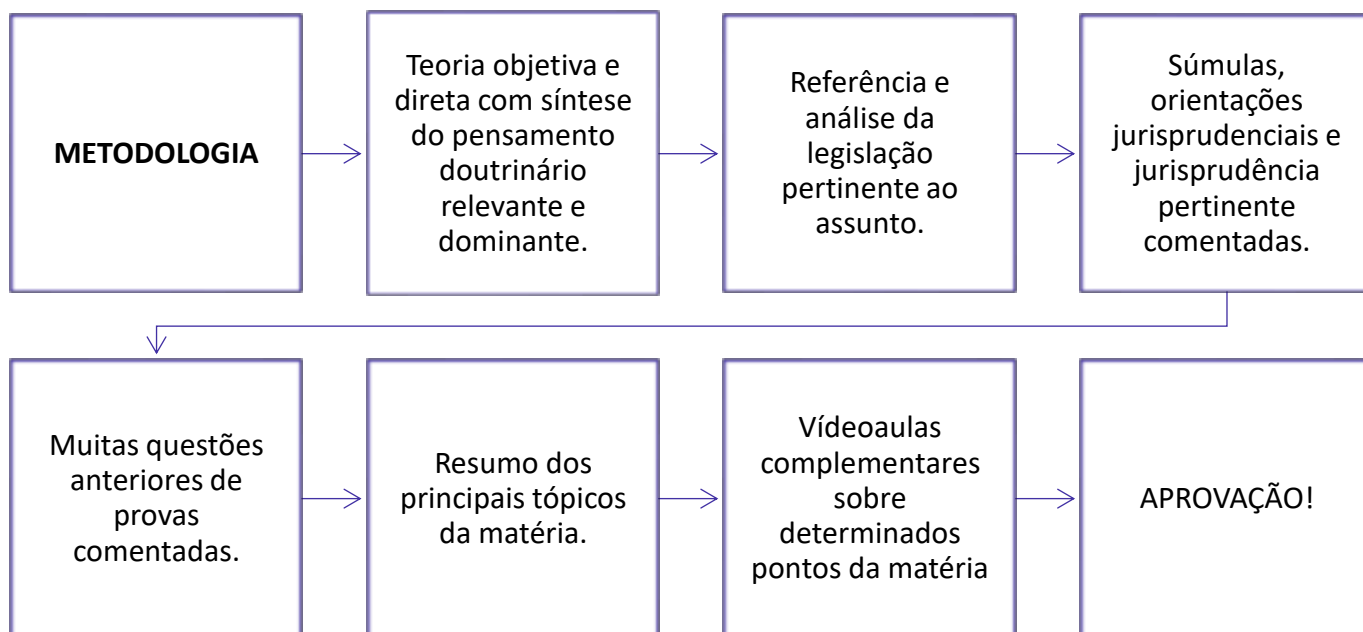 METODOLOGIA
Teoria objetiva e
direta com síntese
do pensamento
doutrinário
relevante e
dominante.
Referência e
análise da
legislação
pertinente ao
assunto.
Súmulas,
orientações
jurisprudenciais e
jurisprudência
pertinente
comentadas.
Muitas questões
anteriores de
provas
comentadas.
Resumo dos
principais tópicos
da matéria.
Vídeoaulas
complementares
sobre
determinados
pontos da matéria
APROVAÇÃO!